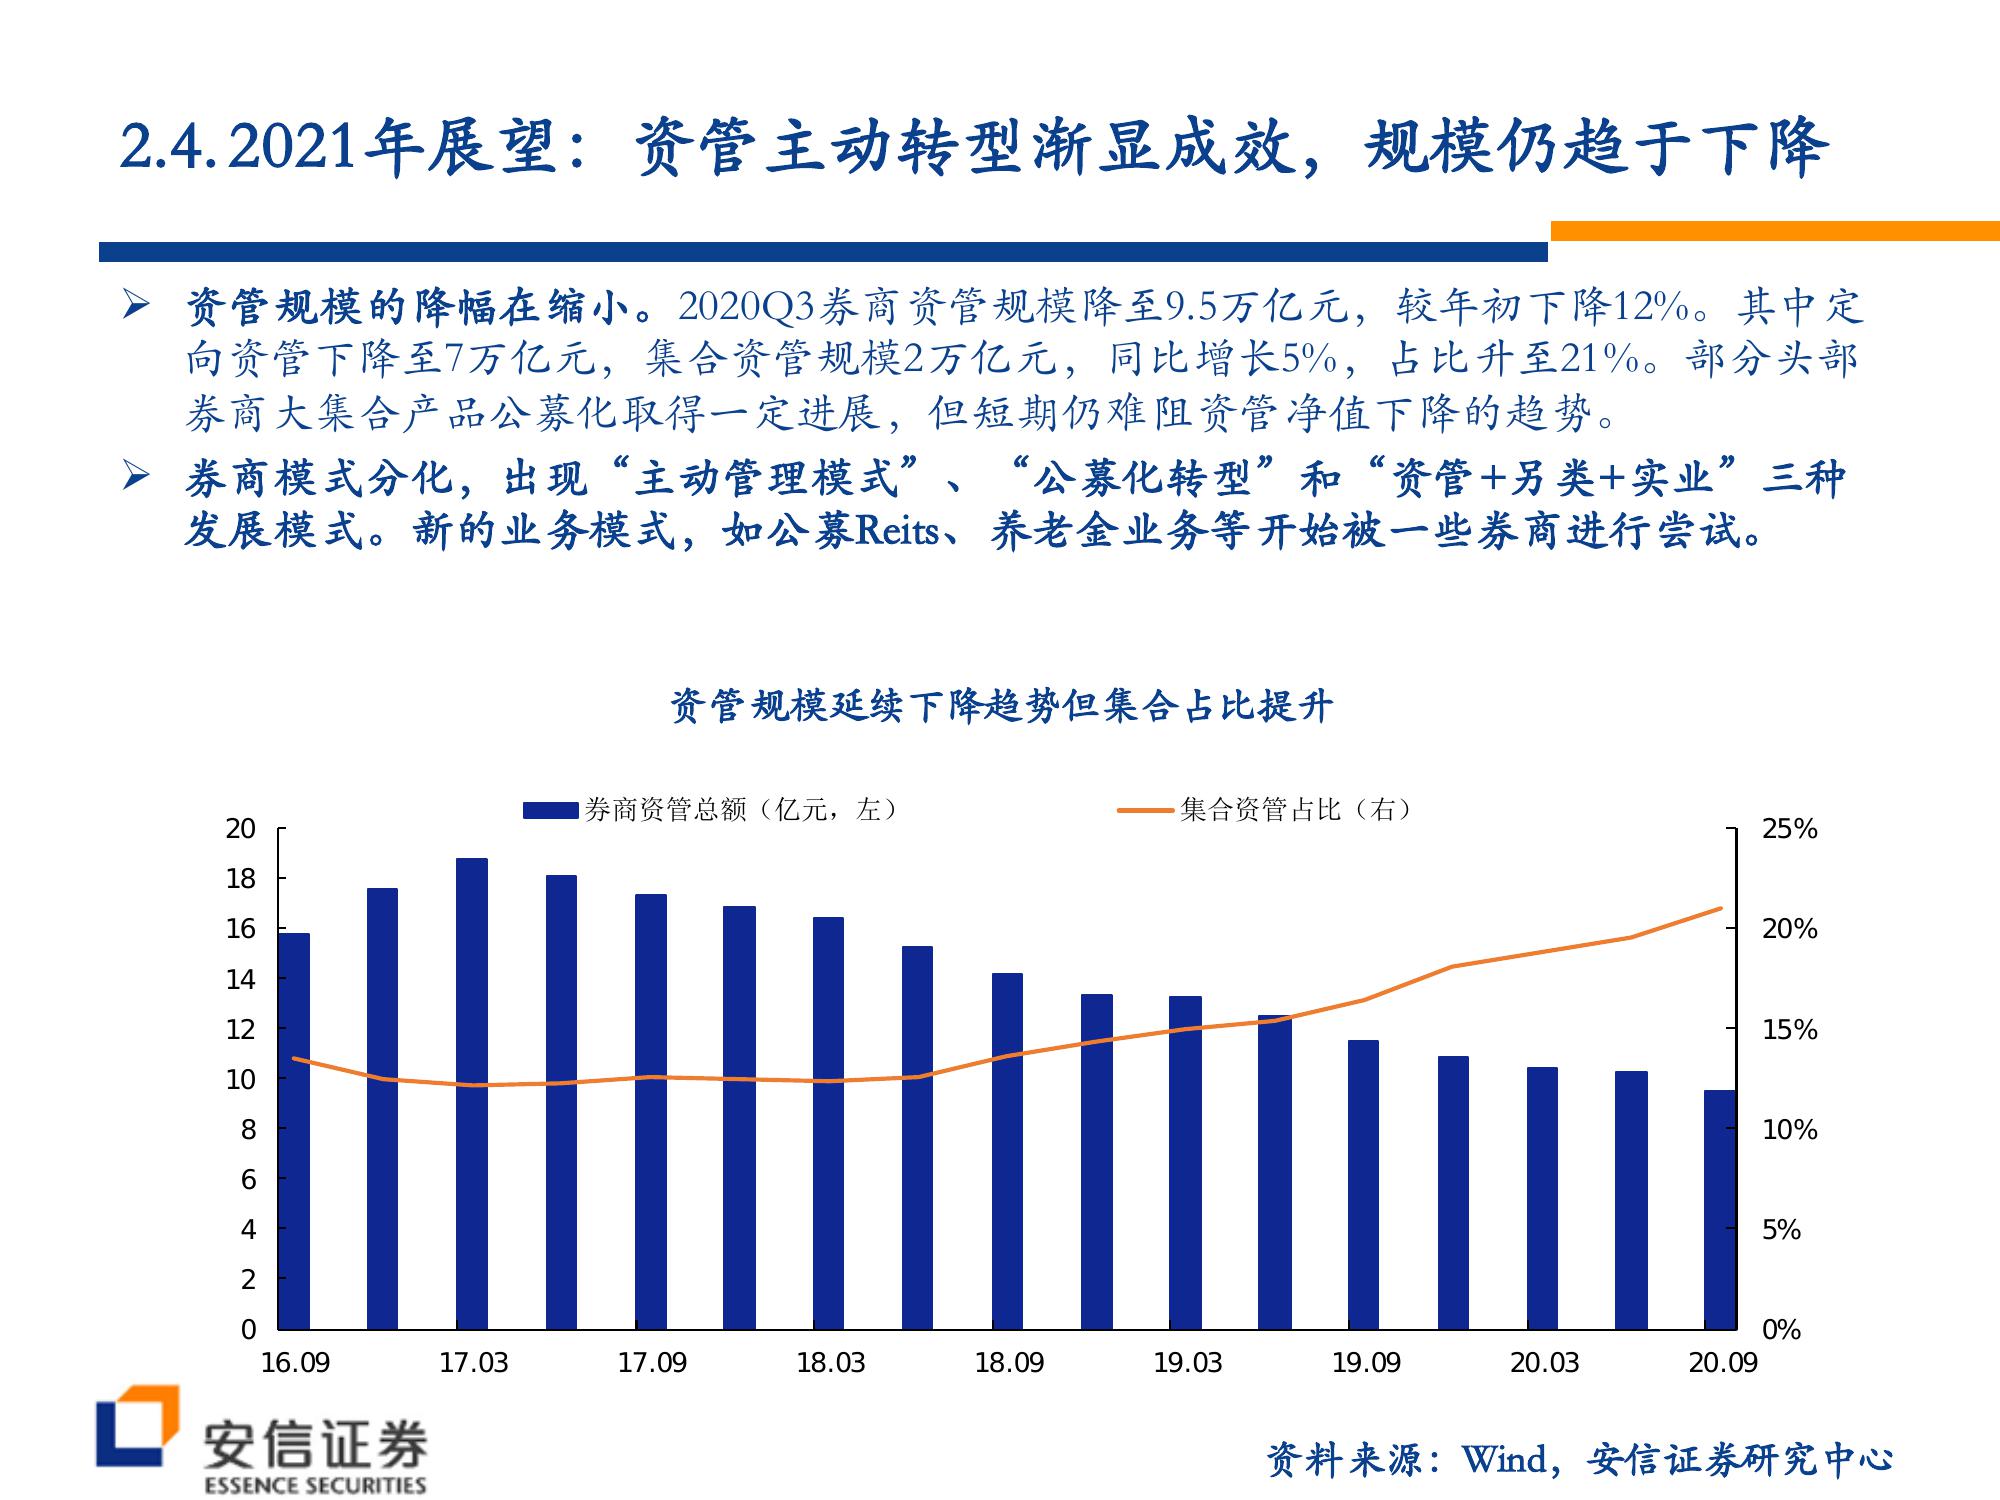 2.4.2021年展望：资管主动转型渐显成效，规模仍趋于下降
资管规模的降幅在缩小。2020Q3券商资管规模降至9.5万亿元，较年初下降12%。其中定
向资管下降至7万亿元，集合资管规模2万亿元，同比增长5%，占比升至21%。部分头部
券商大集合产品公募化取得一定进展，但短期仍难阻资管净值下降的趋势。
券商模式分化，出现“主动管理模式”、“公募化转型”和“资管+另类+实业”三种
发展模式。新的业务模式，如公募Reits、养老金业务等开始被一些券商进行尝试。
资管规模延续下降趋势但集合占比提升
券商资管总额（亿元，左） 集合资管占比（右）
20 25%
18
16 20%
14
12 15%
10
8 10%
6
4 5%
2
0 0%
16.09 17.03 17.09 18.03 18.09 19.03 19.09 20.03 20.09
安信证券
ESSENCE SECURITIES
资料来源：Wind，安信证券研究中心